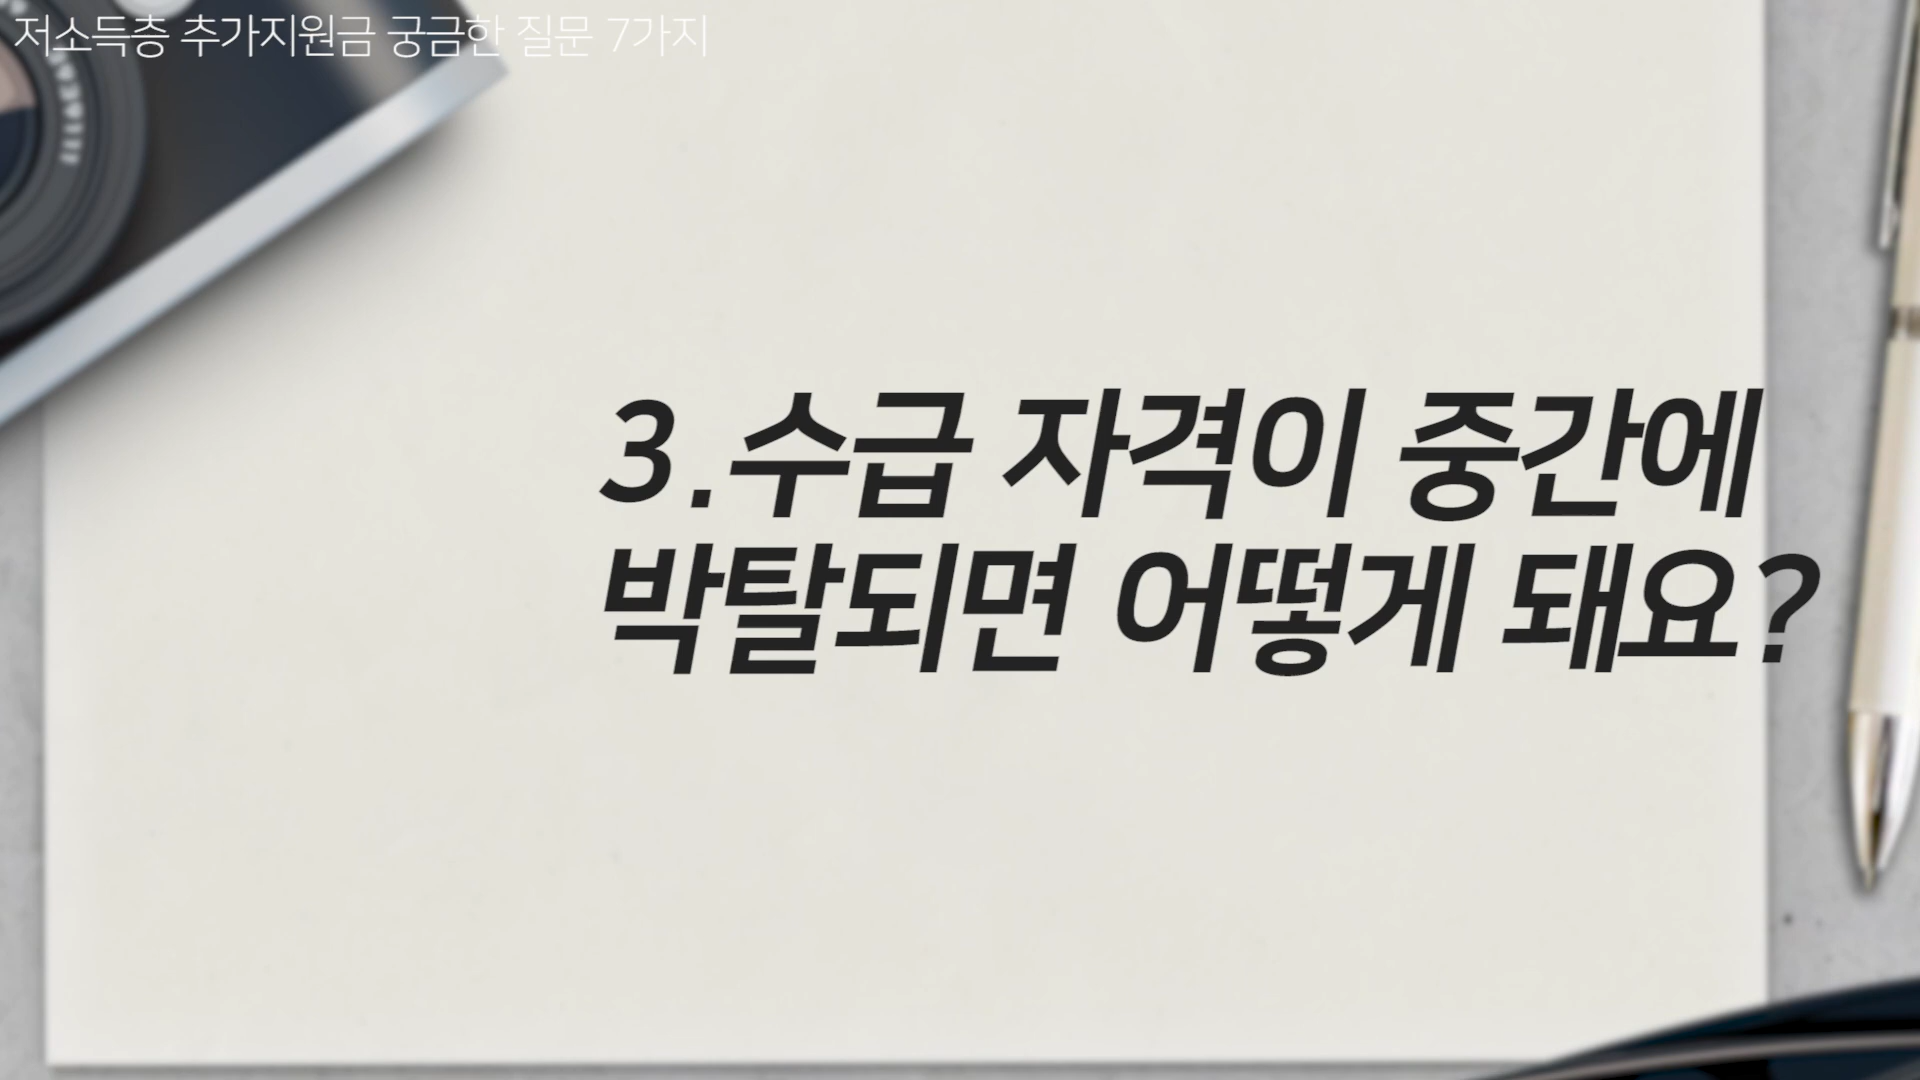 저소득층 추가지원금 궁금한 질문 7가지
3.수급 자격이 중간에
박탈되면 어떻게 돼요?